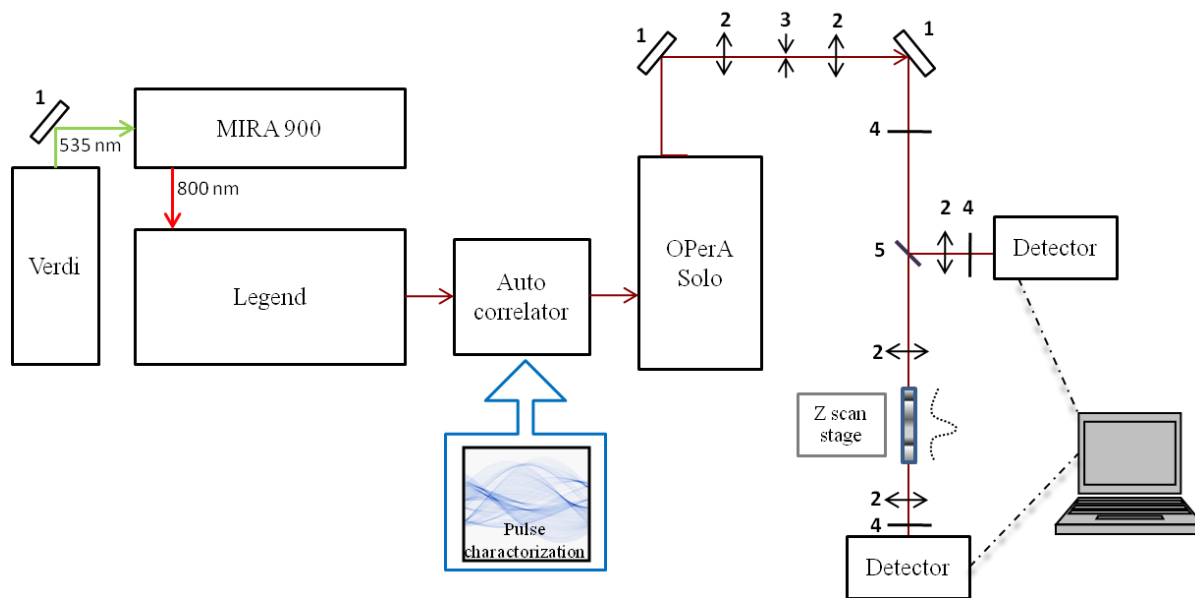 1
2
3
2
1
1
MIRA 900
535 nm
4
800 nm
Verdi
Legend
Auto
correlator
OPerA
Solo
5
2
4
Detector
2
Z scan
stage
2
4
Detector
Pulse
charactorization